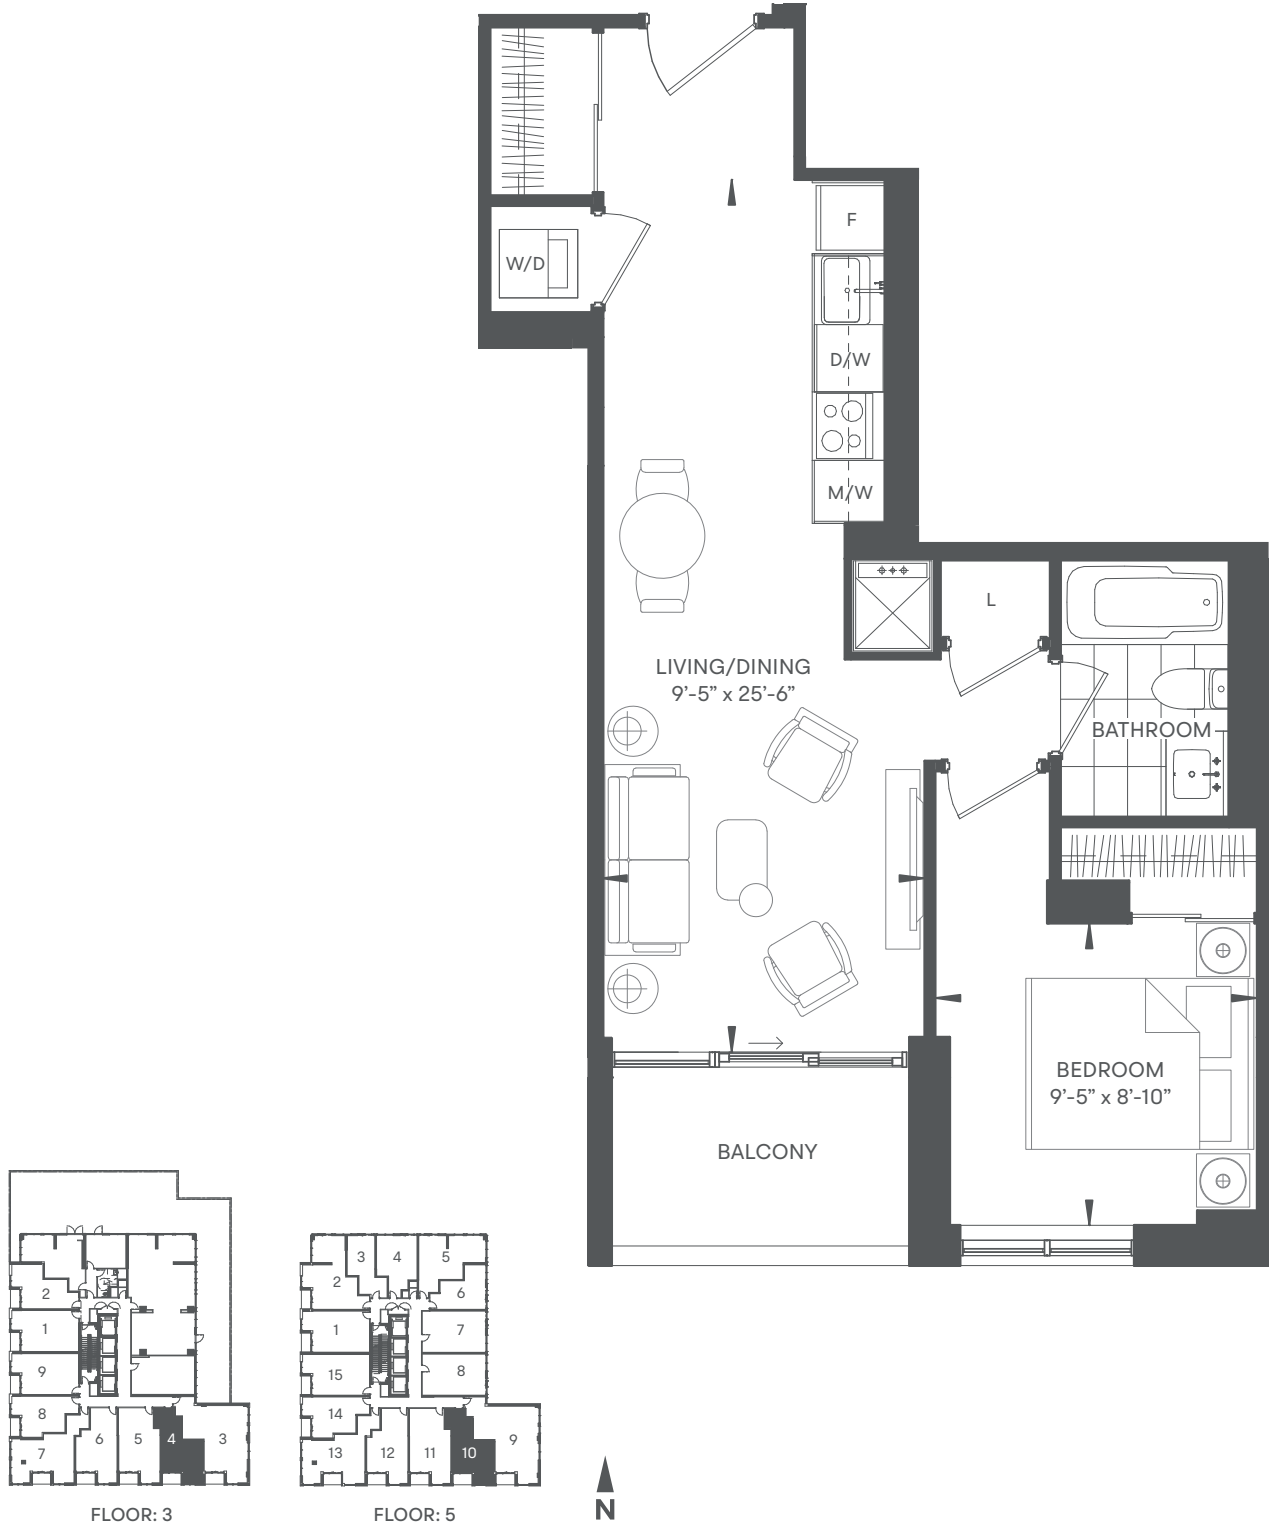 F
W/D
D/W
M/W
L
LIVING/DINING
9’-5” x 25’-6”
BATHROOM
BEDROOM
9’-5” x 8’-10”
BALCONY
2
1
9
8
7
6
5
4
3
FLOOR: 3
3
4
5
2
6
1
7
15
8
14
13
12
11
10
9
FLOOR: 5
N